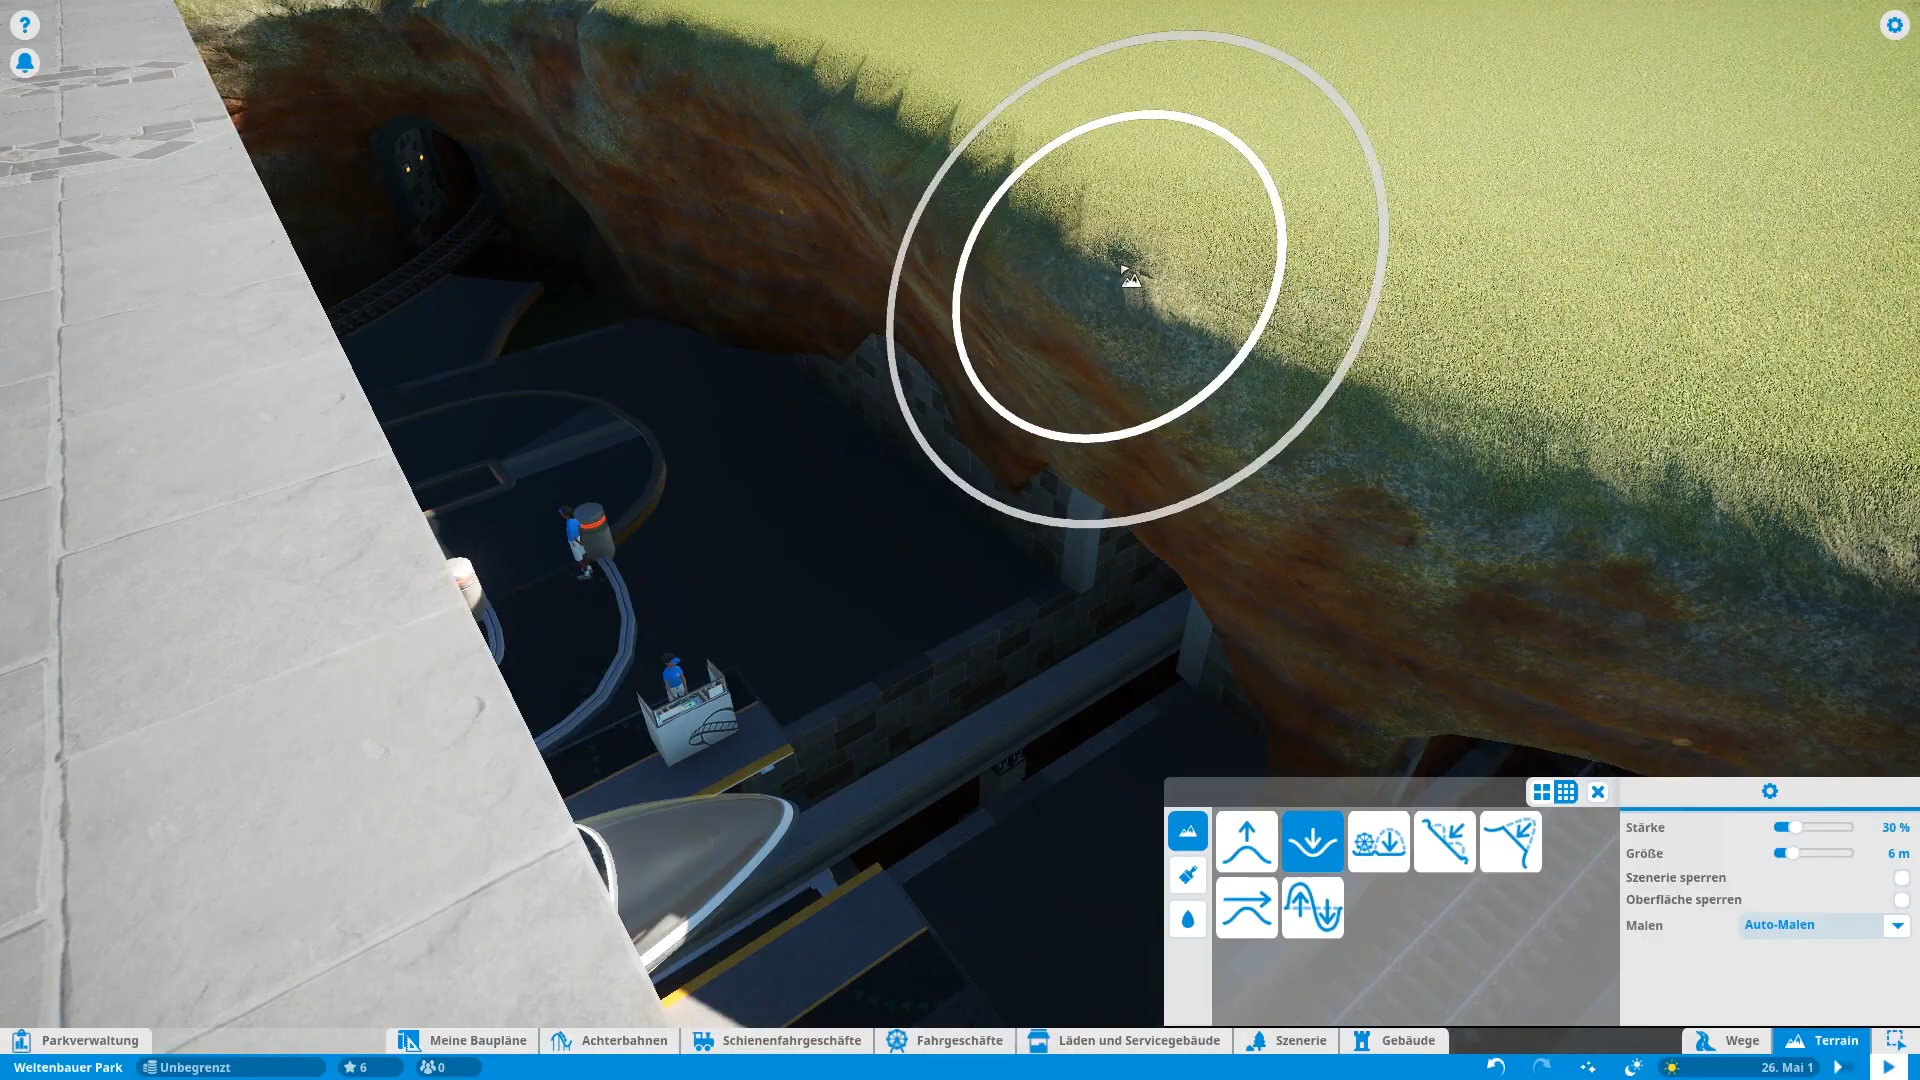 ?
Stärke 30 %
Größe 6 m
Szenerie sperren
Oberfläche sperren
Malen Auto-Malen
Parkverwaltung Meine Baupläne Achterbahnen Schienenfahrgeschäfte Fahrgeschäfte Läden und Servicegebäude Szenerie Gebäude Wege Terrain
Weltenbauer Park Unbegrenzt 6 0 26. Mai 1